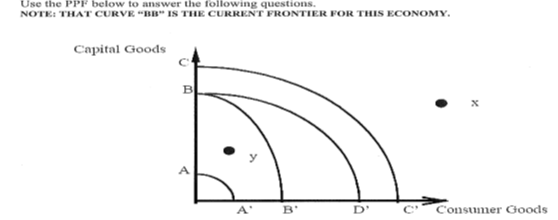 Use the PPF below to answer the following questions.
NOTE: THAT CURVE “BB” IS THE CURRENT FRONTIER FOR THIS ECONOMY.
Capital Goods
C
B
x
y
A
A' B' D' C' Consumer Goods